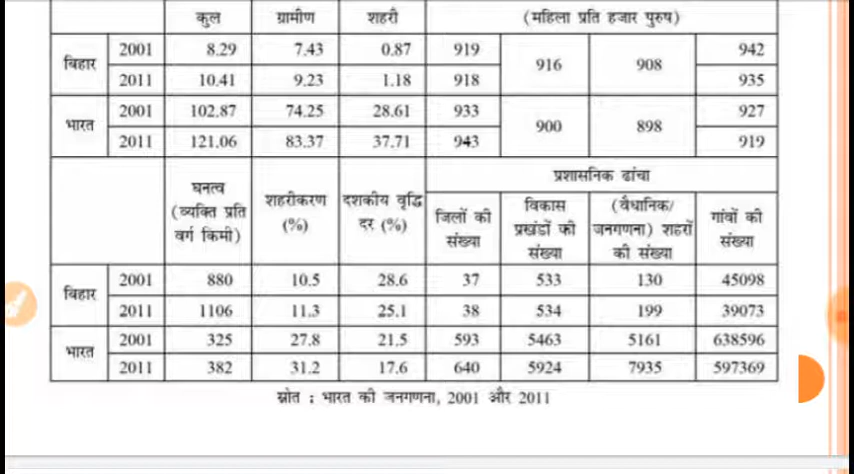 कुल ग्रामीण शहरी (महिला प्रति हजार पुरुष)
बिहार 2001 8.29 7.43 0.87 919 916 908 942
2011 10.41 9.23 1.18 918 935
भारत 2001 102.87 74.25 28.61 933 900 898 927
2011 121.06 83.37 37.71 943 919
घनत्व (व्यक्ति प्रति वर्ग किमी) शहरीकरण (%) दशकीय वृद्धि दर (%) प्रशासनिक ढांचा
जिलों की संख्या विकास प्रखंडों की संख्या (वैधानिक/ जनगणना) शहरों की संख्या गांवों की संख्या
बिहार 2001 880 10.5 28.6 37 533 130 45098
2011 1106 11.3 25.1 38 534 199 39073
भारत 2001 325 27.8 21.5 593 5463 5161 638596
2011 382 31.2 17.6 640 5924 7935 597369
स्रोत : भारत की जनगणना, 2001 और 2011